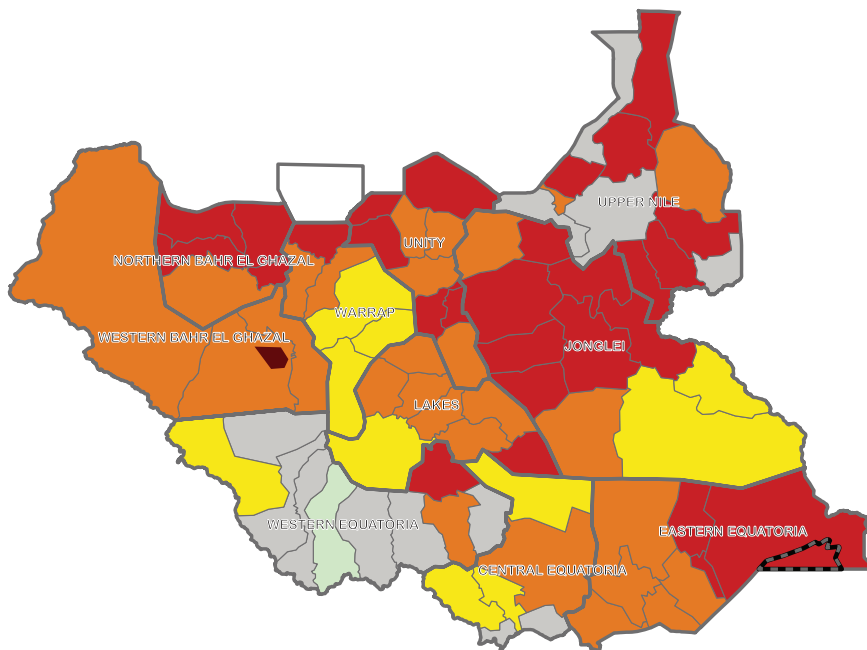 UPPER NILE
UNITY
NORTHERN BAHR EL GHAZAL
WARRAP
WESTERN BAHR EL GHAZAL
JONGLEI
LAKES
WESTERN EQUATORIA
EASTERN EQUATORIA
CENTRAL EQUATORIA